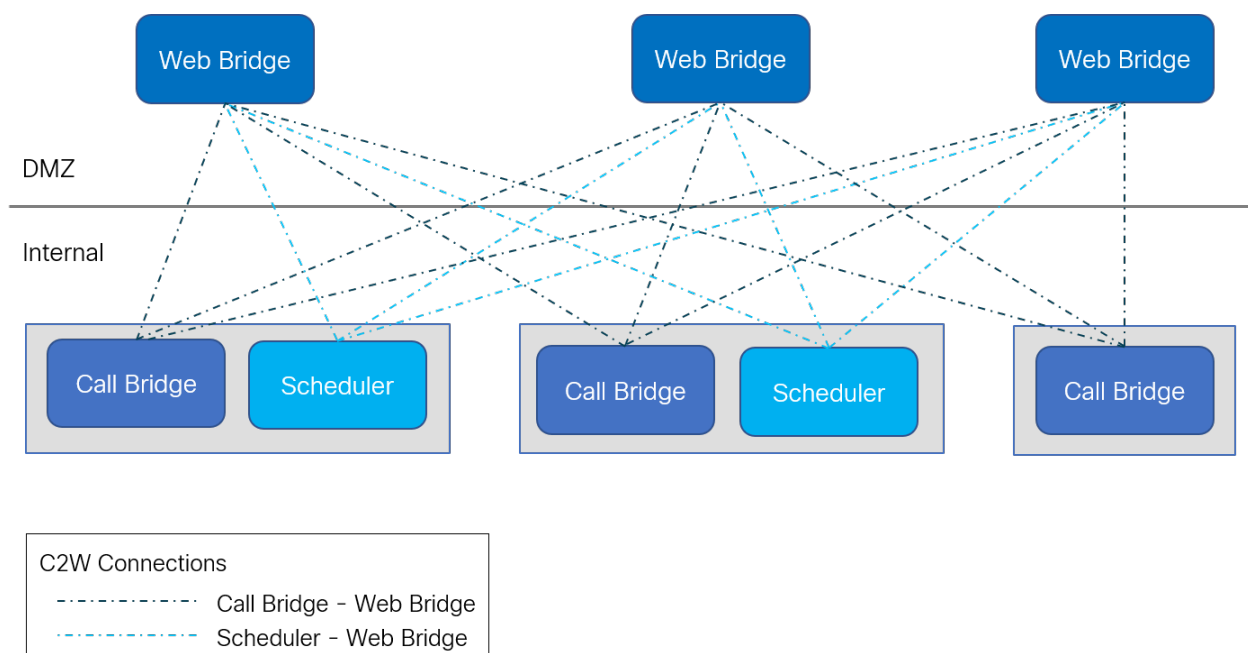 Web Bridge
Web Bridge
Web Bridge
DMZ
Internal
Call Bridge
Scheduler
Call Bridge
Scheduler
Call Bridge
C2W Connections
Call Bridge - Web Bridge
Scheduler - Web Bridge